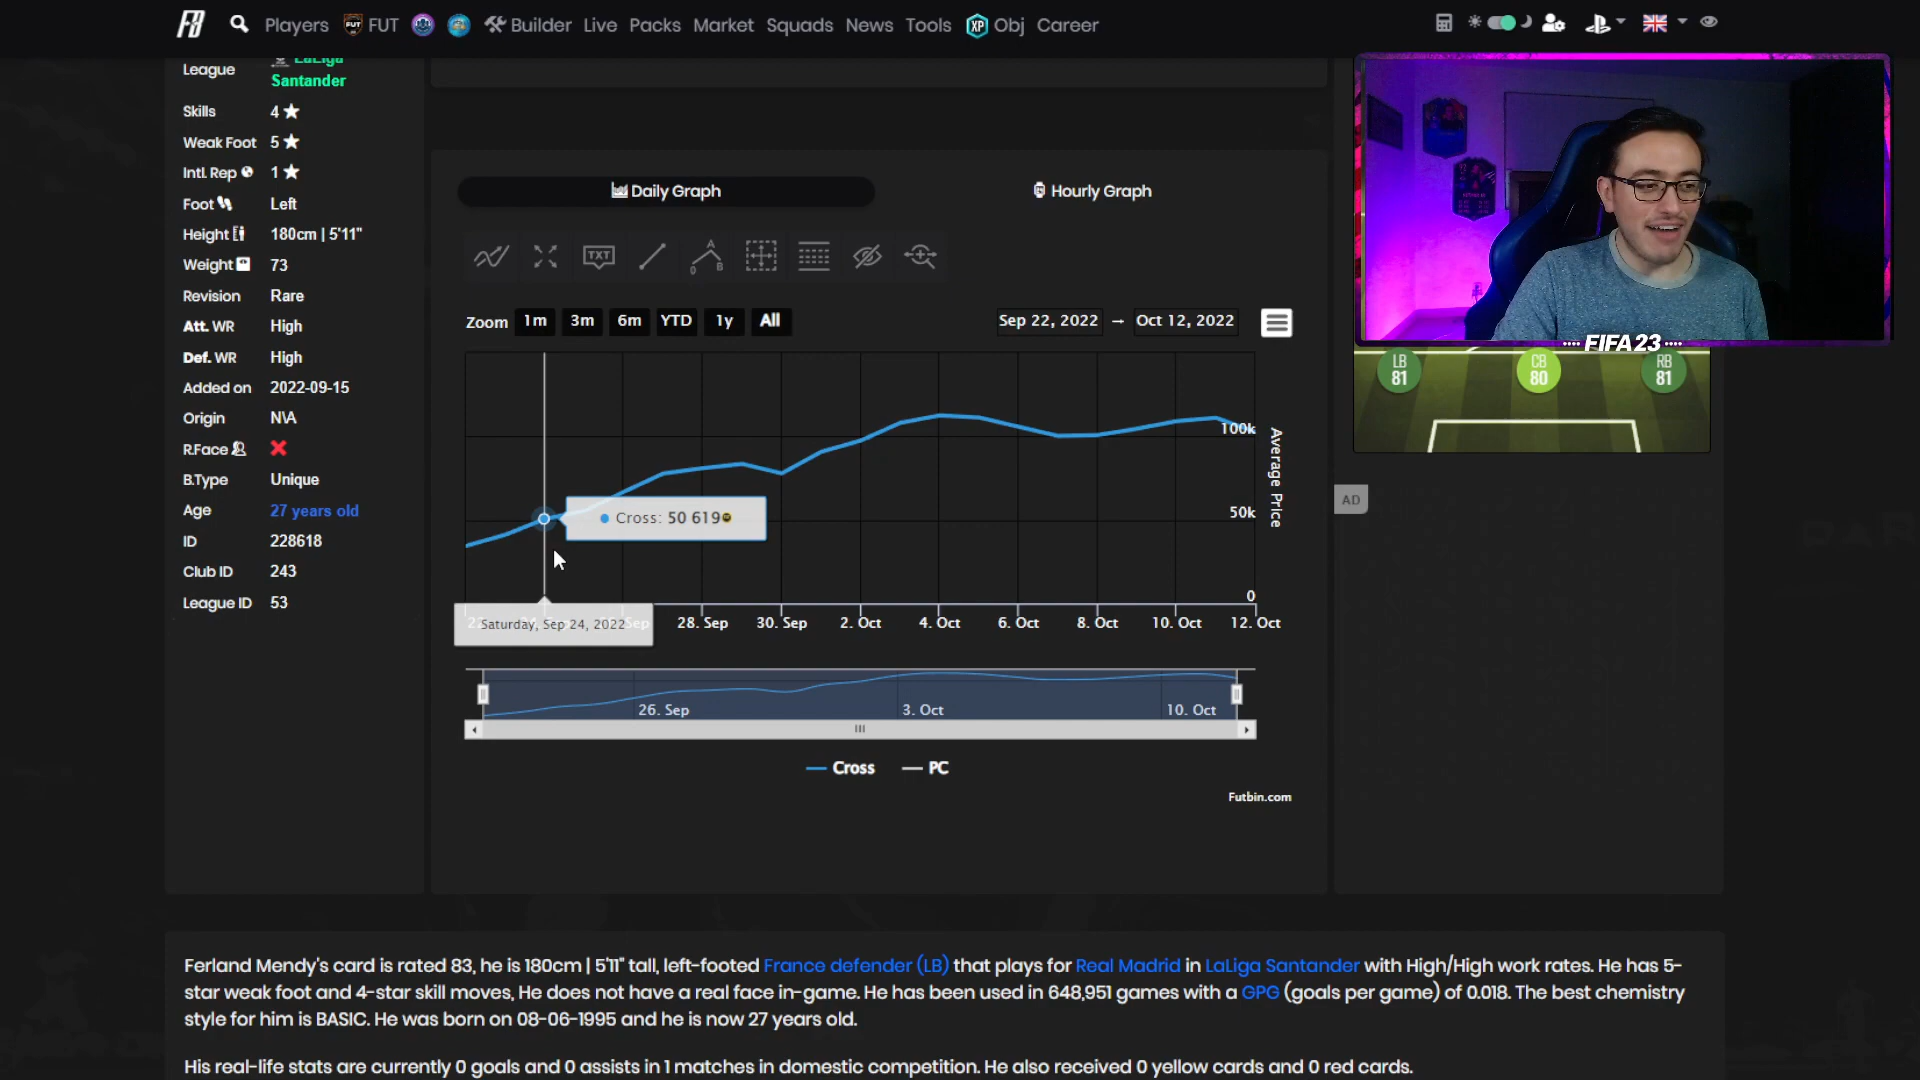 Players FUT Builder Live Packs Market Squads News Tools XP Obj Career
League LaLiga
Santander
Skills 4
Weak Foot 5
Intl. Rep 1
Foot Left
Height 180cm | 5'11"
Weight 73
Revision Rare
Att. WR High
Def. WR High
Added on 2022-09-15
Origin N\A
R.Face
B.Type Unique
Age 27 years old
ID 228618
Club ID 243
League ID 53
Daily Graph Hourly Graph
TXT
A
0 B
Zoom 1m 3m 6m YTD 1y All Sep 22, 2022 → Oct 12, 2022
100k
50k
0
Average Price
Cross: 50 619
Saturday, Sep 24, 2022
28. Sep 30. Sep 2. Oct 4. Oct 6. Oct 8. Oct 10. Oct 12. Oct
26. Sep 3. Oct 10. Oct
Cross PC
Futbin.com
FIFA 23
LB CB RB
81 80 81
AD
Ferland Mendy's card is rated 83, he is 180cm | 5'11" tall, left-footed France defender (LB) that plays for Real Madrid in LaLiga Santander with High/High work rates. He has 5-
star weak foot and 4-star skill moves, He does not have a real face in-game. He has been used in 648,951 games with a GPG (goals per game) of 0.018. The best chemistry
style for him is BASIC. He was born on 08-06-1995 and he is now 27 years old.
His real-life stats are currently 0 goals and 0 assists in 1 matches in domestic competition. He also received 0 yellow cards and 0 red cards.